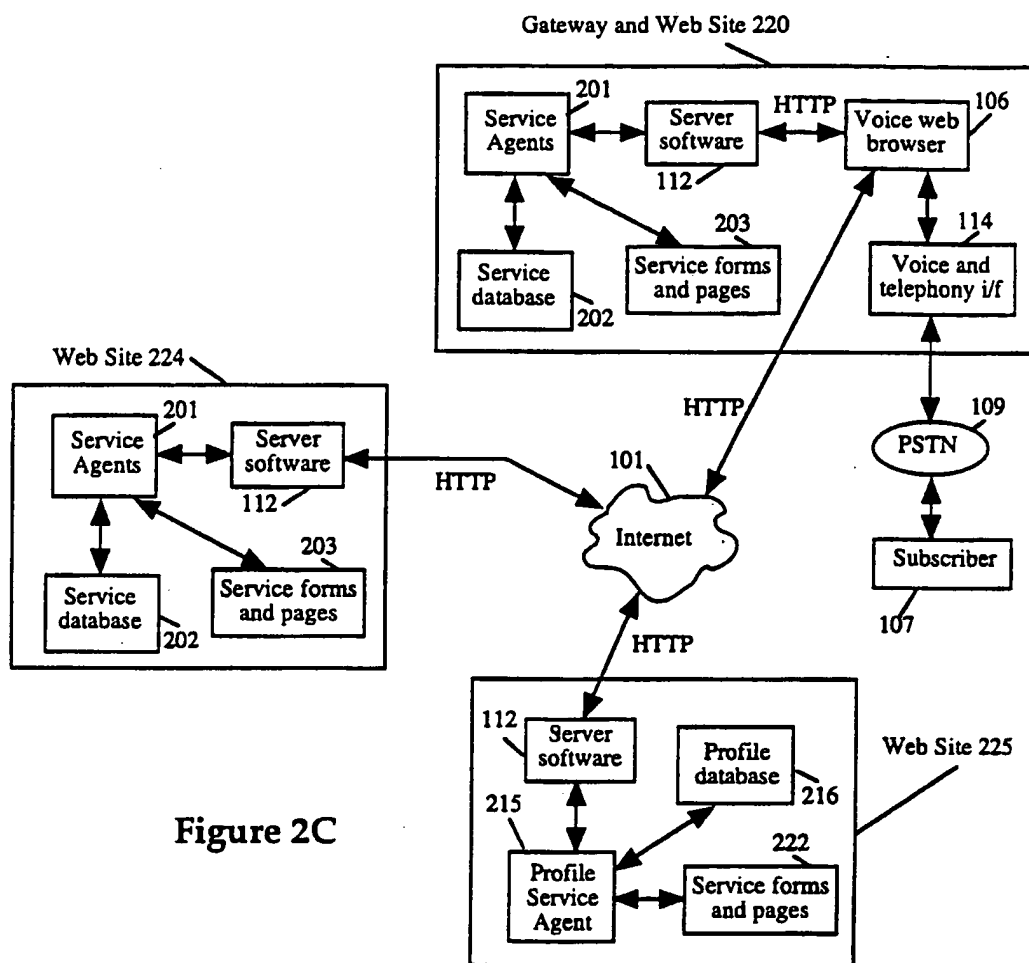 Gateway and Web Site 220
201
Service
Agents
Server
software
112
HTTP
Voice web
browser
106
114
Voice and
telephony i/f
203
Service forms
and pages
Service
database
202
Web Site 224
201
Service
Agents
Server
software
112
HTTP
203
Service forms
and pages
Service
database
202
HTTP
101
Internet
109
PSTN
Subscriber
107
HTTP
112
Server
software
Profile
database
216
Web Site 225
215
Profile
Service
Agent
222
Service forms
and pages
Figure 2C